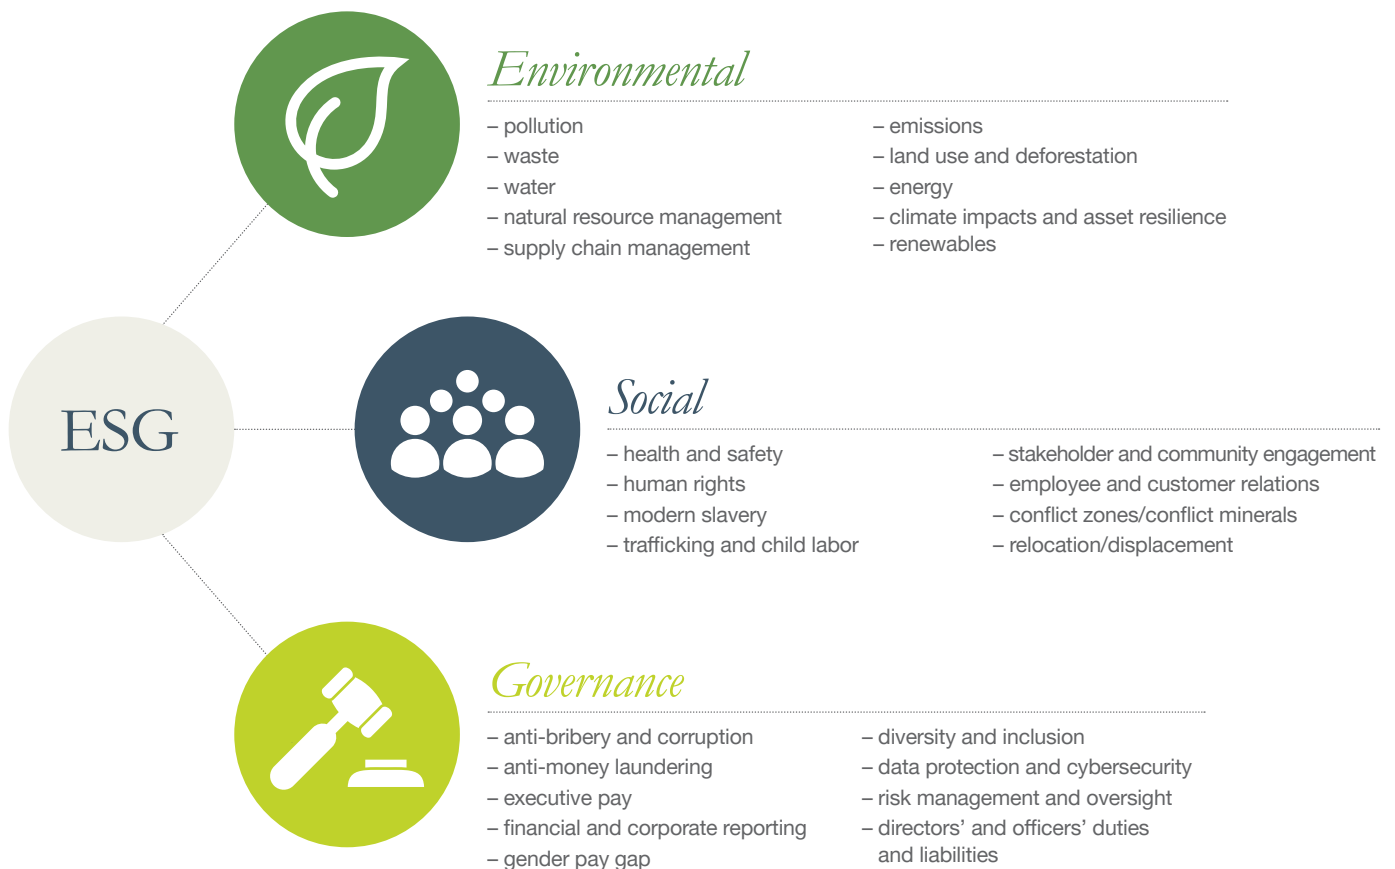 ESG
Environmental
– pollution
– waste
– water
– natural resource management
– supply chain management
– emissions
– land use and deforestation
– energy
– climate impacts and asset resilience
– renewables
Social
– health and safety
– human rights
– modern slavery
– trafficking and child labor
– stakeholder and community engagement
– employee and customer relations
– conflict zones/conflict minerals
– relocation/displacement
Governance
– anti-bribery and corruption
– anti-money laundering
– executive pay
– financial and corporate reporting
– gender pay gap
– diversity and inclusion
– data protection and cybersecurity
– risk management and oversight
– directors’ and officers’ duties
and liabilities